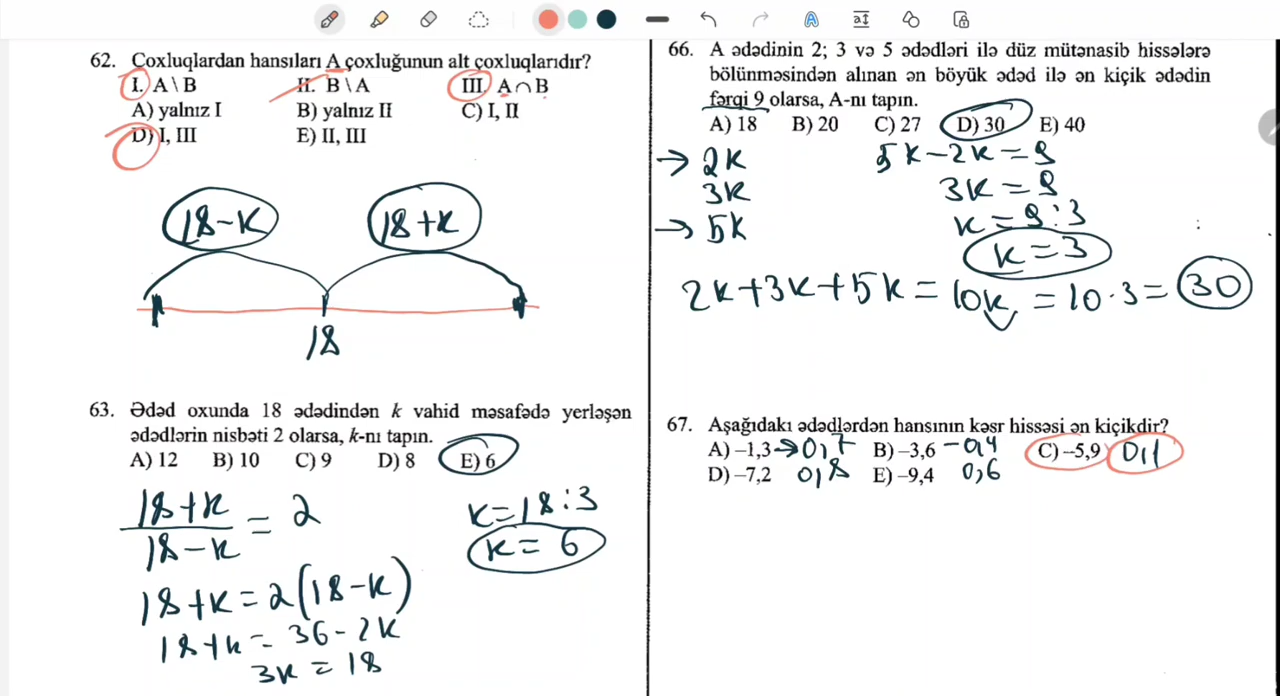 62. Çoxluqlardan hansıları A çoxluğunun alt çoxluqlarıdır?
I. A \ B II. B \ A III. A ∩ B
A) yalnız I B) yalnız II C) I, II
D) I, III E) II, III
18-k 18+k
18
63. Ədəd oxunda 18 ədədindən k vahid məsafədə yerləşən
ədədlərin nisbəti 2 olarsa, k-nı tapın.
A) 12 B) 10 C) 9 D) 8 E) 6
18+k / 18-k = 2
18+k = 2(18-k)
18+k = 36-2k
3k = 18
k=18:3
k= 6
66. A ədədinin 2; 3 və 5 ədədləri ilə düz mütənasib hissələrə
bölünməsindən alınan ən böyük ədəd ilə ən kiçik ədədin
fərqi 9 olarsa, A-nı tapın.
A) 18 B) 20 C) 27 D) 30 E) 40
→ 2k 5k-2k=9
3k 3k=9
→ 5k k=9:3
k=3
2k+3k+5k = 10k = 10·3 = 30
67. Aşağıdakı ədədlərdən hansının kəsr hissəsi ən kiçikdir?
A) –1,3 → 0,7 B) –3,6 -0,4 C) –5,9 0,1
D) –7,2 0,8 E) –9,4 0,6